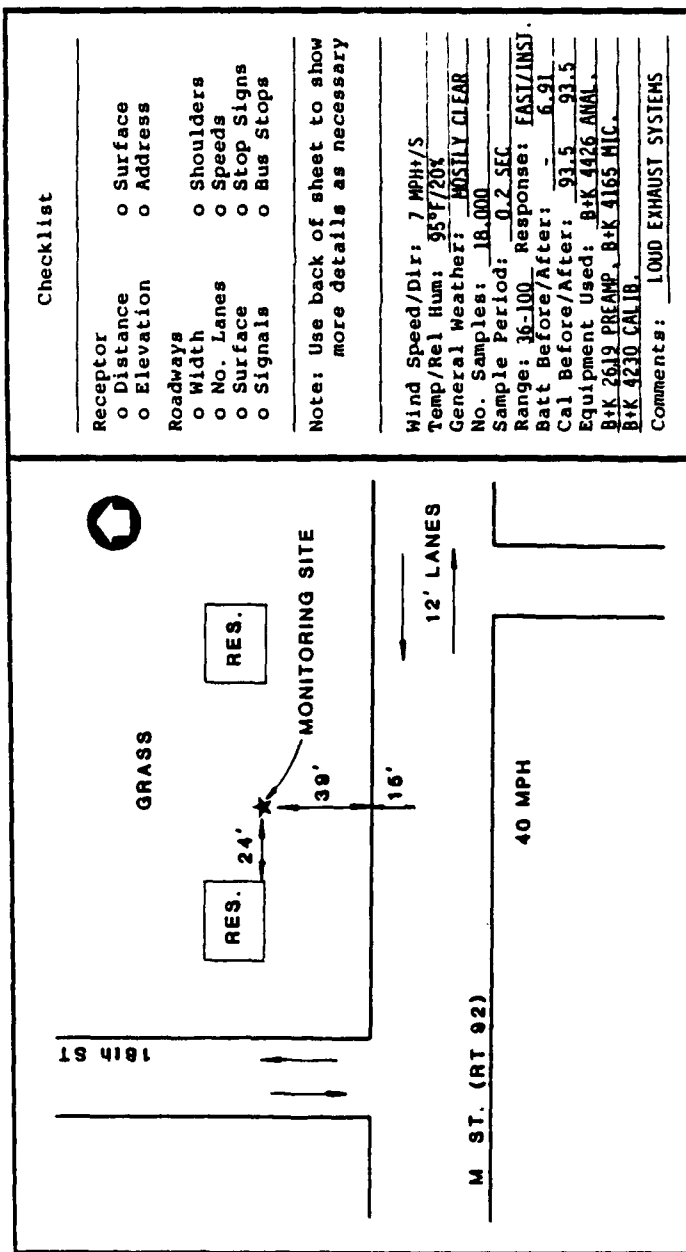 18th ST
GRASS
RES.
RES.
24'
MONITORING SITE
39'
15'
12' LANES
M ST. (RT 92)
40 MPH
Checklist
Receptor
o Distance o Surface
o Elevation o Address
Roadways
o Width o Shoulders
o No. Lanes o Speeds
o Surface o Stop Signs
o Signals o Bus Stops
Note: Use back of sheet to show
more details as necessary
Wind Speed/Dir: 7 MPH+/S
Temp/Rel Hum: 95°F/20%
General Weather: MOSTLY CLEAR
No. Samples: 18,000
Sample Period: 0.2 SEC
Range: 36-100 Response: FAST/INST.
Batt Before/After: - 6.91
Cal Before/After: 93.5 93.5
Equipment Used: B+K 4426 ANAL.
B+K 2619 PREAMP, B+K 4165 MIC.
B+K 4230 CALIB.
Comments: LOUD EXHAUST SYSTEMS